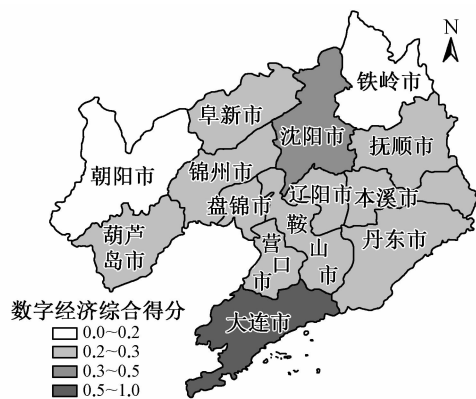 N
铁岭市
阜新市
沈阳市
抚顺市
朝阳市
锦州市
辽阳市
本溪市
盘锦市
鞍
山
市
葫芦
岛市
丹东市
营
口
市
大连市
数字经济综合得分
0.0~0.2
0.2~0.3
0.3~0.5
0.5~1.0